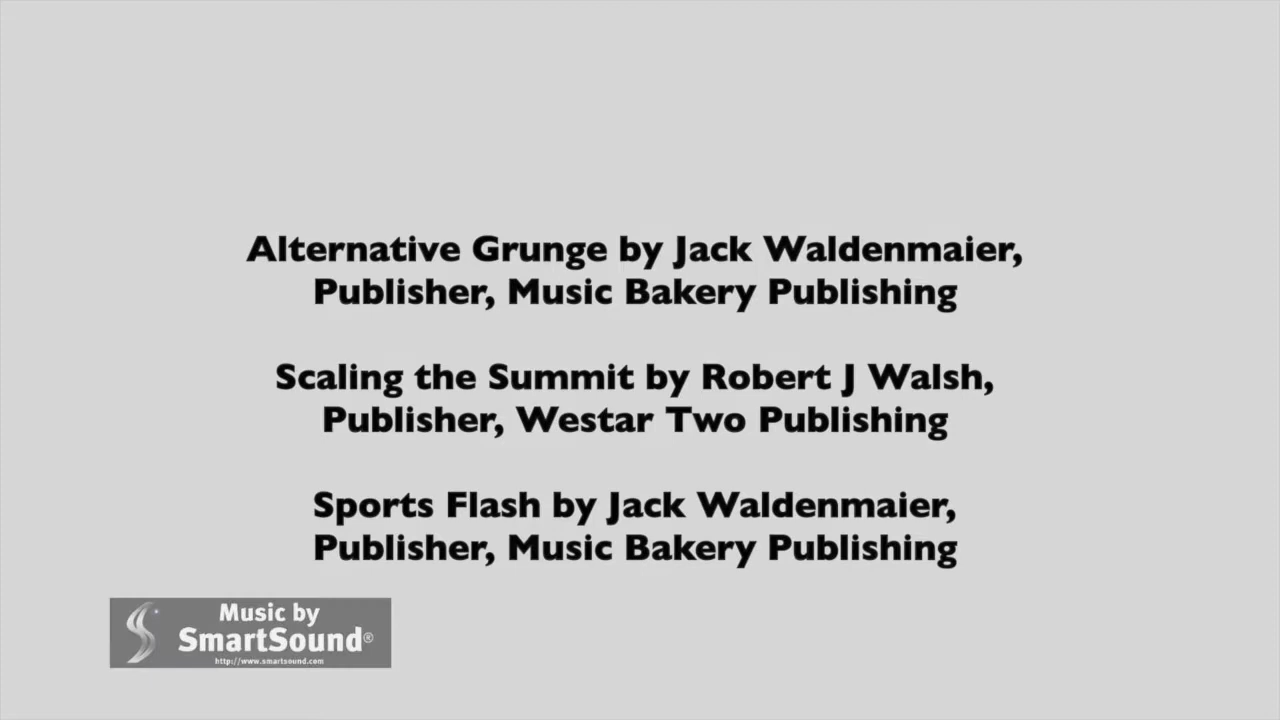 Alternative Grunge by Jack Waldenmaier,
Publisher, Music Bakery Publishing
Scaling the Summit by Robert J Walsh,
Publisher, Westar Two Publishing
Sports Flash by Jack Waldenmaier,
Publisher, Music Bakery Publishing
Music by
SmartSound®
http://www.smartsound.com